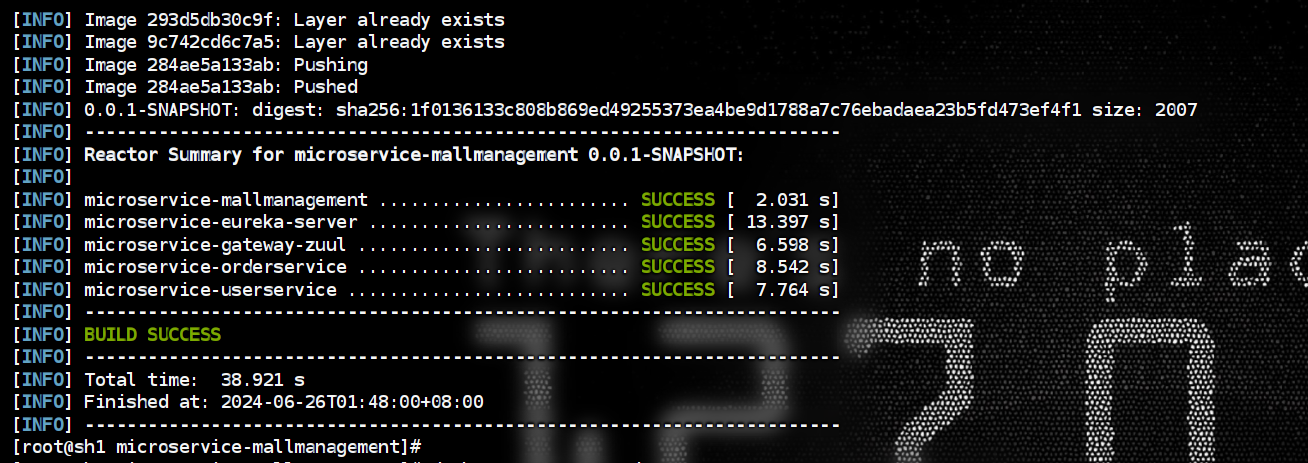 [INFO] Image 293d5db30c9f: Layer already exists
[INFO] Image 9c742cd6c7a5: Layer already exists
[INFO] Image 284ae5a133ab: Pushing
[INFO] Image 284ae5a133ab: Pushed
[INFO] 0.0.1-SNAPSHOT: digest: sha256:1f0136133c808b869ed49255373ea4be9d1788a7c76ebadaea23b5fd473ef4f1 size: 2007
[INFO] ------------------------------------------------------------------------
[INFO] Reactor Summary for microservice-mallmanagement 0.0.1-SNAPSHOT:
[INFO]
[INFO] microservice-mallmanagement ........................ SUCCESS [  2.031 s]
[INFO] microservice-eureka-server ......................... SUCCESS [ 13.397 s]
[INFO] microservice-gateway-zuul .......................... SUCCESS [  6.598 s]
[INFO] microservice-orderservice .......................... SUCCESS [  8.542 s]
[INFO] microservice-userservice ........................... SUCCESS [  7.764 s]
[INFO] ------------------------------------------------------------------------
[INFO] BUILD SUCCESS
[INFO] ------------------------------------------------------------------------
[INFO] Total time:  38.921 s
[INFO] Finished at: 2024-06-26T01:48:00+08:00
[INFO] ------------------------------------------------------------------------
[root@sh1 microservice-mallmanagement]#
no